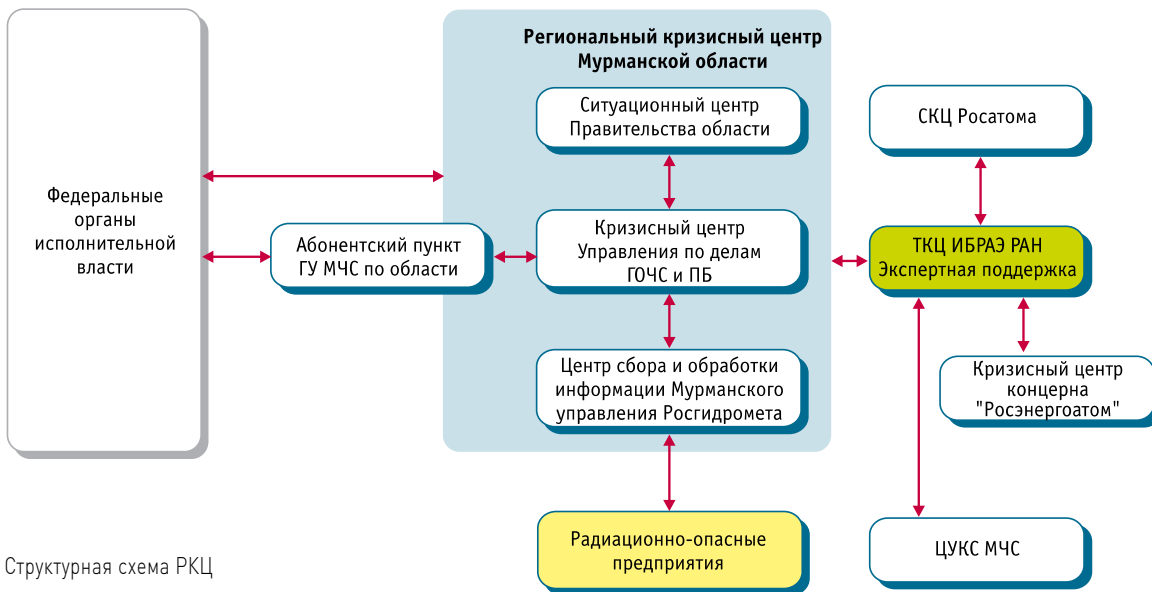 Региональный кризисный центр
Мурманской области
Федеральные
органы
исполнительной
власти
Абонентский пункт
ГУ МЧС по области
Ситуационный центр
Правительства области
Кризисный центр
Управления по делам
ГОЧС и ПБ
Центр сбора и обработки
информации Мурманского
управления Росгидромета
Радиационно-опасные
предприятия
СКЦ Росатома
ТКЦ ИБРАЭ РАН
Экспертная поддержка
Кризисный центр
концерна
"Росэнергоатом"
ЦУКС МЧС
Структурная схема РКЦ